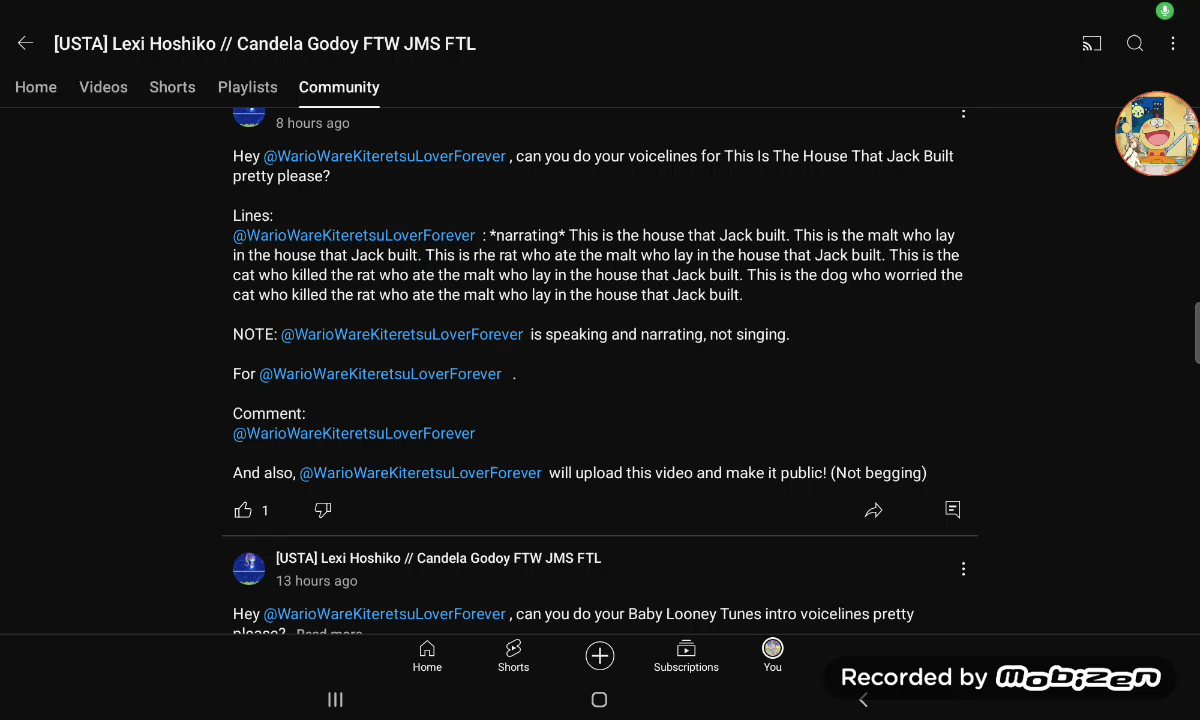 [USTA] Lexi Hoshiko // Candela Godoy FTW JMS FTL
Home Videos Shorts Playlists Community
8 hours ago
Hey @WarioWareKiteretsuLoverForever , can you do your voicelines for This Is The House That Jack Built
pretty please?
Lines:
@WarioWareKiteretsuLoverForever : *narrating* This is the house that Jack built. This is the malt who lay
in the house that Jack built. This is rhe rat who ate the malt who lay in the house that Jack built. This is the
cat who killed the rat who ate the malt who lay in the house that Jack built. This is the dog who worried the
cat who killed the rat who ate the malt who lay in the house that Jack built.
NOTE: @WarioWareKiteretsuLoverForever is speaking and narrating, not singing.
For @WarioWareKiteretsuLoverForever .
Comment:
@WarioWareKiteretsuLoverForever
And also, @WarioWareKiteretsuLoverForever will upload this video and make it public! (Not begging)
1
[USTA] Lexi Hoshiko // Candela Godoy FTW JMS FTL
13 hours ago
Hey @WarioWareKiteretsuLoverForever , can you do your Baby Looney Tunes intro voicelines pretty
please? Read more
Home Shorts Subscriptions You
Recorded by Mobizen